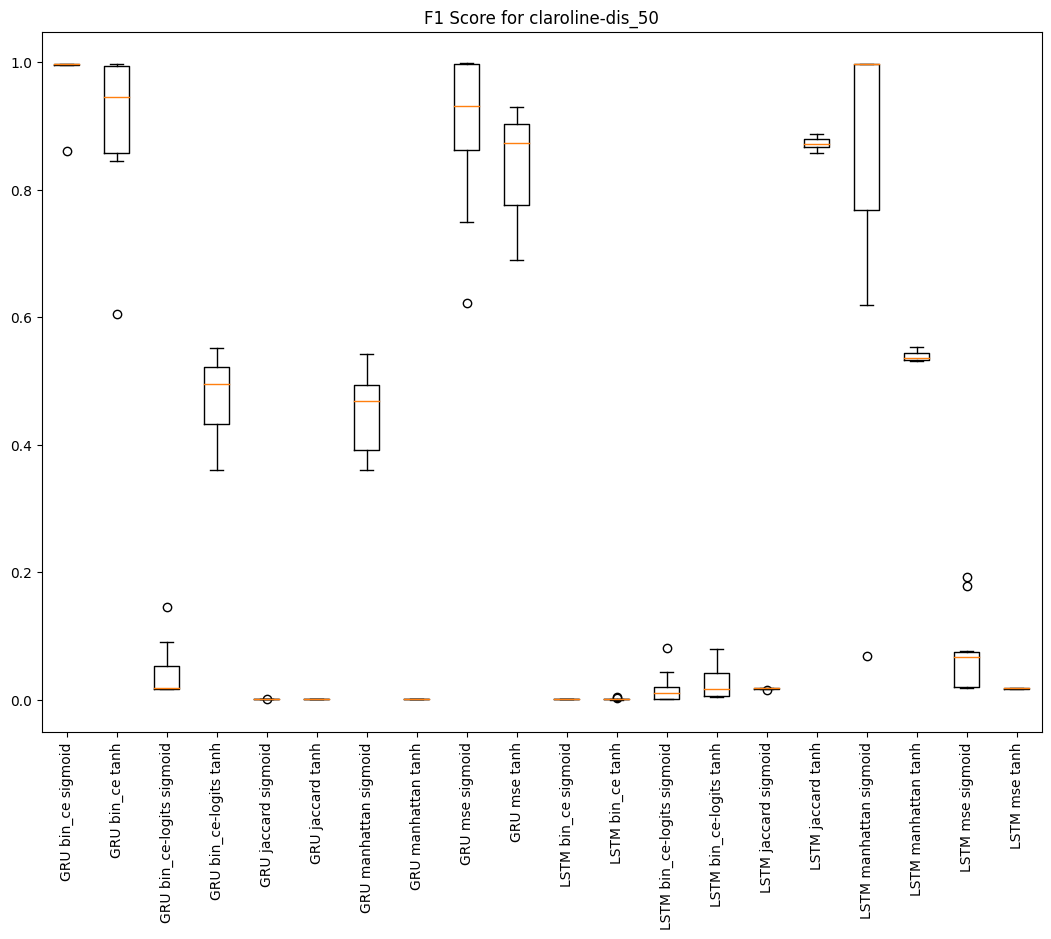 F1 Score for claroline-dis_50
1.0
0.8
0.6
0.4
0.2
0.0
GRU bin_ce sigmoid
GRU bin_ce tanh
GRU bin_ce-logits sigmoid
GRU bin_ce-logits tanh
GRU jaccard sigmoid
GRU jaccard tanh
GRU manhattan sigmoid
GRU manhattan tanh
GRU mse sigmoid
GRU mse tanh
LSTM bin_ce sigmoid
LSTM bin_ce tanh
LSTM bin_ce-logits sigmoid
LSTM bin_ce-logits tanh
LSTM jaccard sigmoid
LSTM jaccard tanh
LSTM manhattan sigmoid
LSTM manhattan tanh
LSTM mse sigmoid
LSTM mse tanh